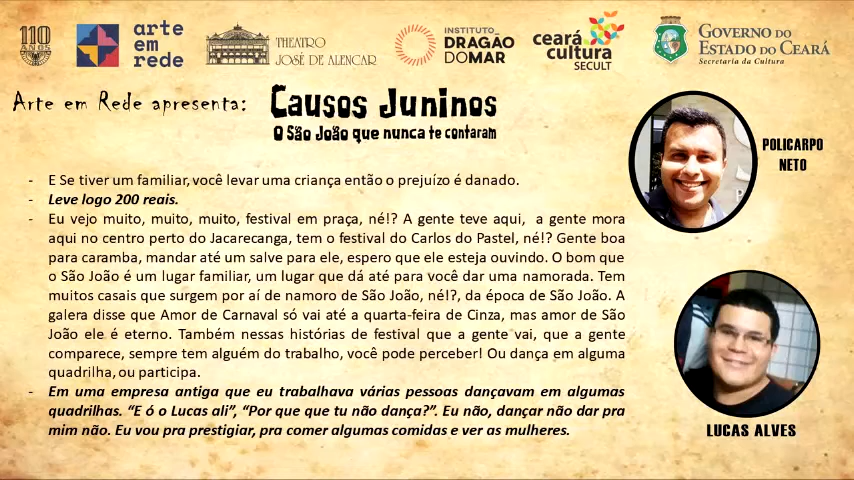 110
ANOS
arte
em
rede
THEATRO
JOSÉ DE ALENCAR
INSTITUTO_
DRAGÃO
DOMAR
ceará
cultura
SECULT
GOVERNO DO
ESTADO DO CEARÁ
Secretaria da Cultura
Arte em Rede apresenta: Causos Juninos
O São João que nunca te contaram
POLICARPO
NETO
- E Se tiver um familiar, você levar uma criança então o prejuízo é danado.
- Leve logo 200 reais.
- Eu vejo muito, muito, muito, festival em praça, né!? A gente teve aqui, a gente mora
aqui no centro perto do Jacarecanga, tem o festival do Carlos do Pastel, né!? Gente boa
para caramba, mandar até um salve para ele, espero que ele esteja ouvindo. O bom que
o São João é um lugar familiar, um lugar que dá até para você dar uma namorada. Tem
muitos casais que surgem por aí de namoro de São João, né!?, da época de São João. A
galera disse que Amor de Carnaval só vai até a quarta-feira de Cinza, mas amor de São
João ele é eterno. Também nessas histórias de festival que a gente vai, que a gente
comparece, sempre tem alguém do trabalho, você pode perceber! Ou dança em alguma
quadrilha, ou participa.
- Em uma empresa antiga que eu trabalhava várias pessoas dançavam em algumas
quadrilhas. “E ó o Lucas ali”, “Por que que tu não dança?”. Eu não, dançar não dar pra
mim não. Eu vou pra prestigiar, pra comer algumas comidas e ver as mulheres.
LUCAS ALVES